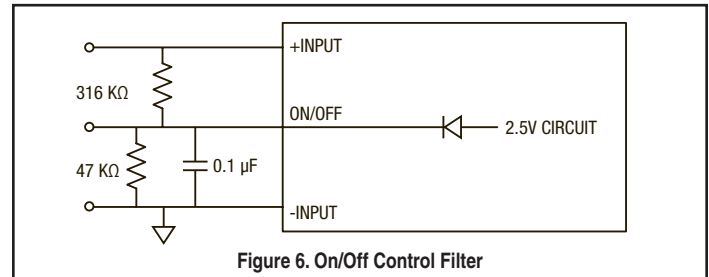 +INPUT
316 KΩ
ON/OFF
2.5V CIRCUIT
47 KΩ
0.1 µF
-INPUT
Figure 6. On/Off Control Filter